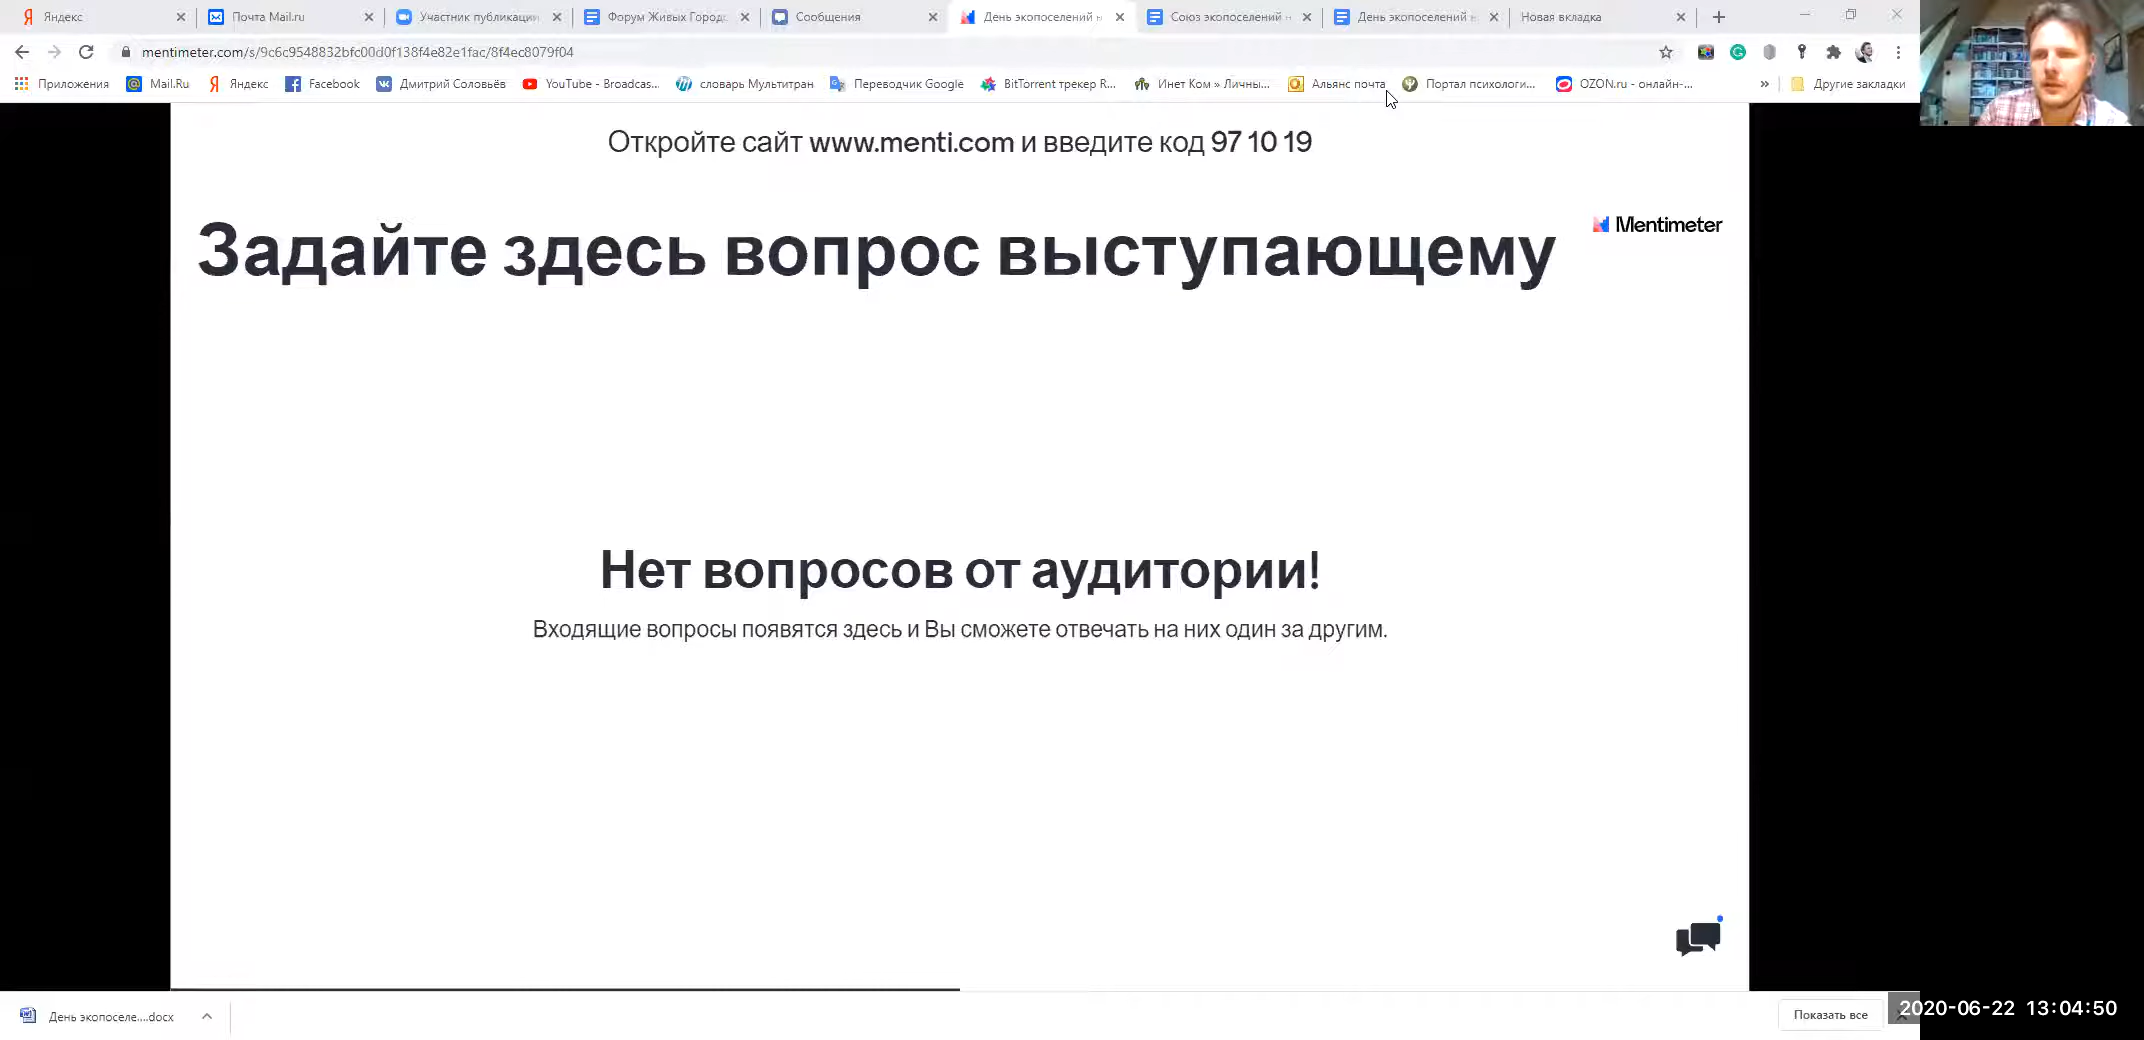 Яндекс
Почта Mail.ru
Участник публикации
Форум Живых Город
Сообщения
День экопоселений н
Союз экопоселений н
День экопоселений н
Новая вкладка
mentimeter.com/s/9c6c9548832bfc00d0f138f4e82e1fac/8f4ec8079f04
Приложения
Mail.Ru
Яндекс
Facebook
Дмитрий Соловьёв
YouTube - Broadcas...
словарь Мультитран
Переводчик Google
BitTorrent трекер R...
Инет Ком » Личны...
Альянс почта
Портал психологи...
OZON.ru - онлайн-...
»
Другие закладки
Откройте сайт www.menti.com и введите код 97 10 19
Задайте здесь вопрос выступающему
Mentimeter
Нет вопросов от аудитории!
Входящие вопросы появятся здесь и Вы сможете отвечать на них один за другим.
День экопоселе....docx
Показать все
2020-06-22 13:04:50